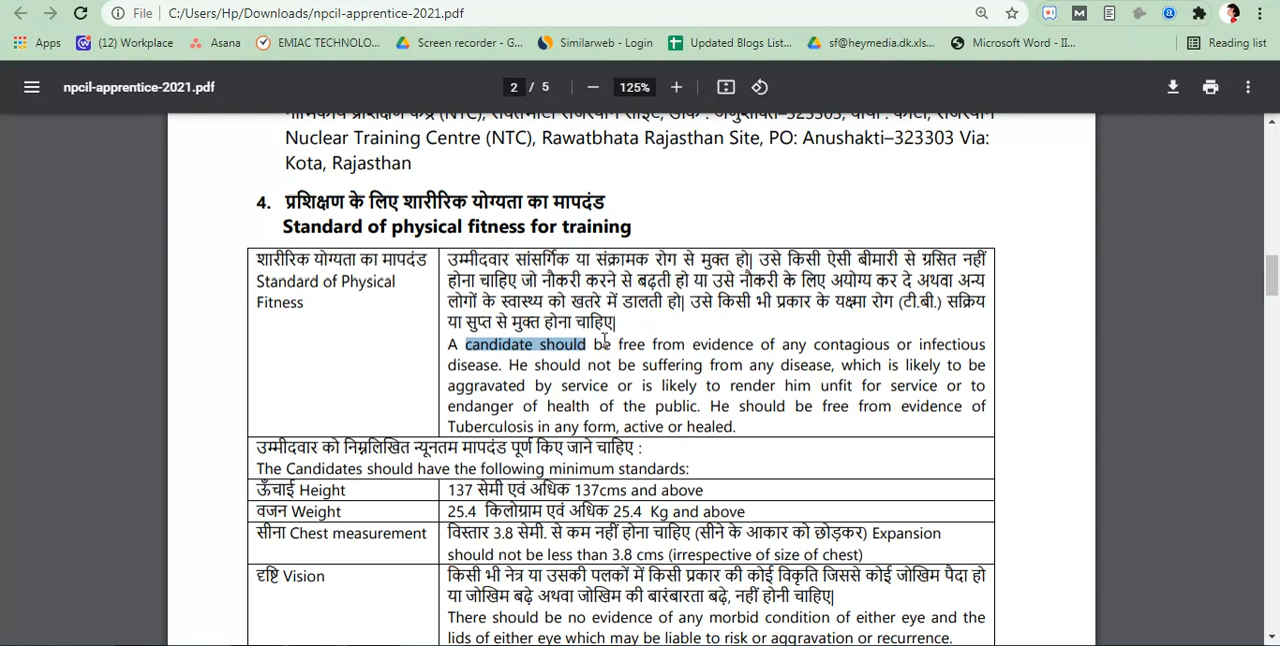 File C:/Users/Hp/Downloads/npcil-apprentice-2021.pdf
Apps (12) Workplace Asana EMIAC TECHNOLO... Screen recorder - G... Similarweb - Login Updated Blogs List... sf@heymedia.dk.xls... Microsoft Word - II... Reading list
npcil-apprentice-2021.pdf 2 / 5 125%
Nuclear Training Centre (NTC), Rawatbhata Rajasthan Site, PO: Anushakti–323303 Via:
Kota, Rajasthan
4. प्रशिक्षण के लिए शारीरिक योग्यता का मापदंड
Standard of physical fitness for training
शारीरिक योग्यता का मापदंड
Standard of Physical
Fitness
उम्मीदवार सांसर्गिक या संक्रामक रोग से मुक्त हो| उसे किसी ऐसी बीमारी से ग्रसित नहीं
होना चाहिए जो नौकरी करने से बढ़ती हो या उसे नौकरी के लिए अयोग्य कर दे अथवा अन्य
लोगों के स्वास्थ्य को खतरे में डालती हो| उसे किसी भी प्रकार के यक्ष्मा रोग (टी.बी.) सक्रिय
या सुप्त से मुक्त होना चाहिए|
A candidate should be free from evidence of any contagious or infectious
disease. He should not be suffering from any disease, which is likely to be
aggravated by service or is likely to render him unfit for service or to
endanger of health of the public. He should be free from evidence of
Tuberculosis in any form, active or healed.
उम्मीदवार को निम्नलिखित न्यूनतम मापदंड पूर्ण किए जाने चाहिए :
The Candidates should have the following minimum standards:
ऊँचाई Height 137 सेमी एवं अधिक 137cms and above
वजन Weight 25.4 किलोग्राम एवं अधिक 25.4 Kg and above
सीना Chest measurement विस्तार 3.8 सेमी. से कम नहीं होना चाहिए (सीने के आकार को छोड़कर) Expansion
should not be less than 3.8 cms (irrespective of size of chest)
दृष्टि Vision किसी भी नेत्र या उसकी पलकों में किसी प्रकार की कोई विकृति जिससे कोई जोखिम पैदा हो
या जोखिम बढ़े अथवा जोखिम की बारंबारता बढ़े, नहीं होनी चाहिए|
There should be no evidence of any morbid condition of either eye and the
lids of either eye which may be liable to risk or aggravation or recurrence.